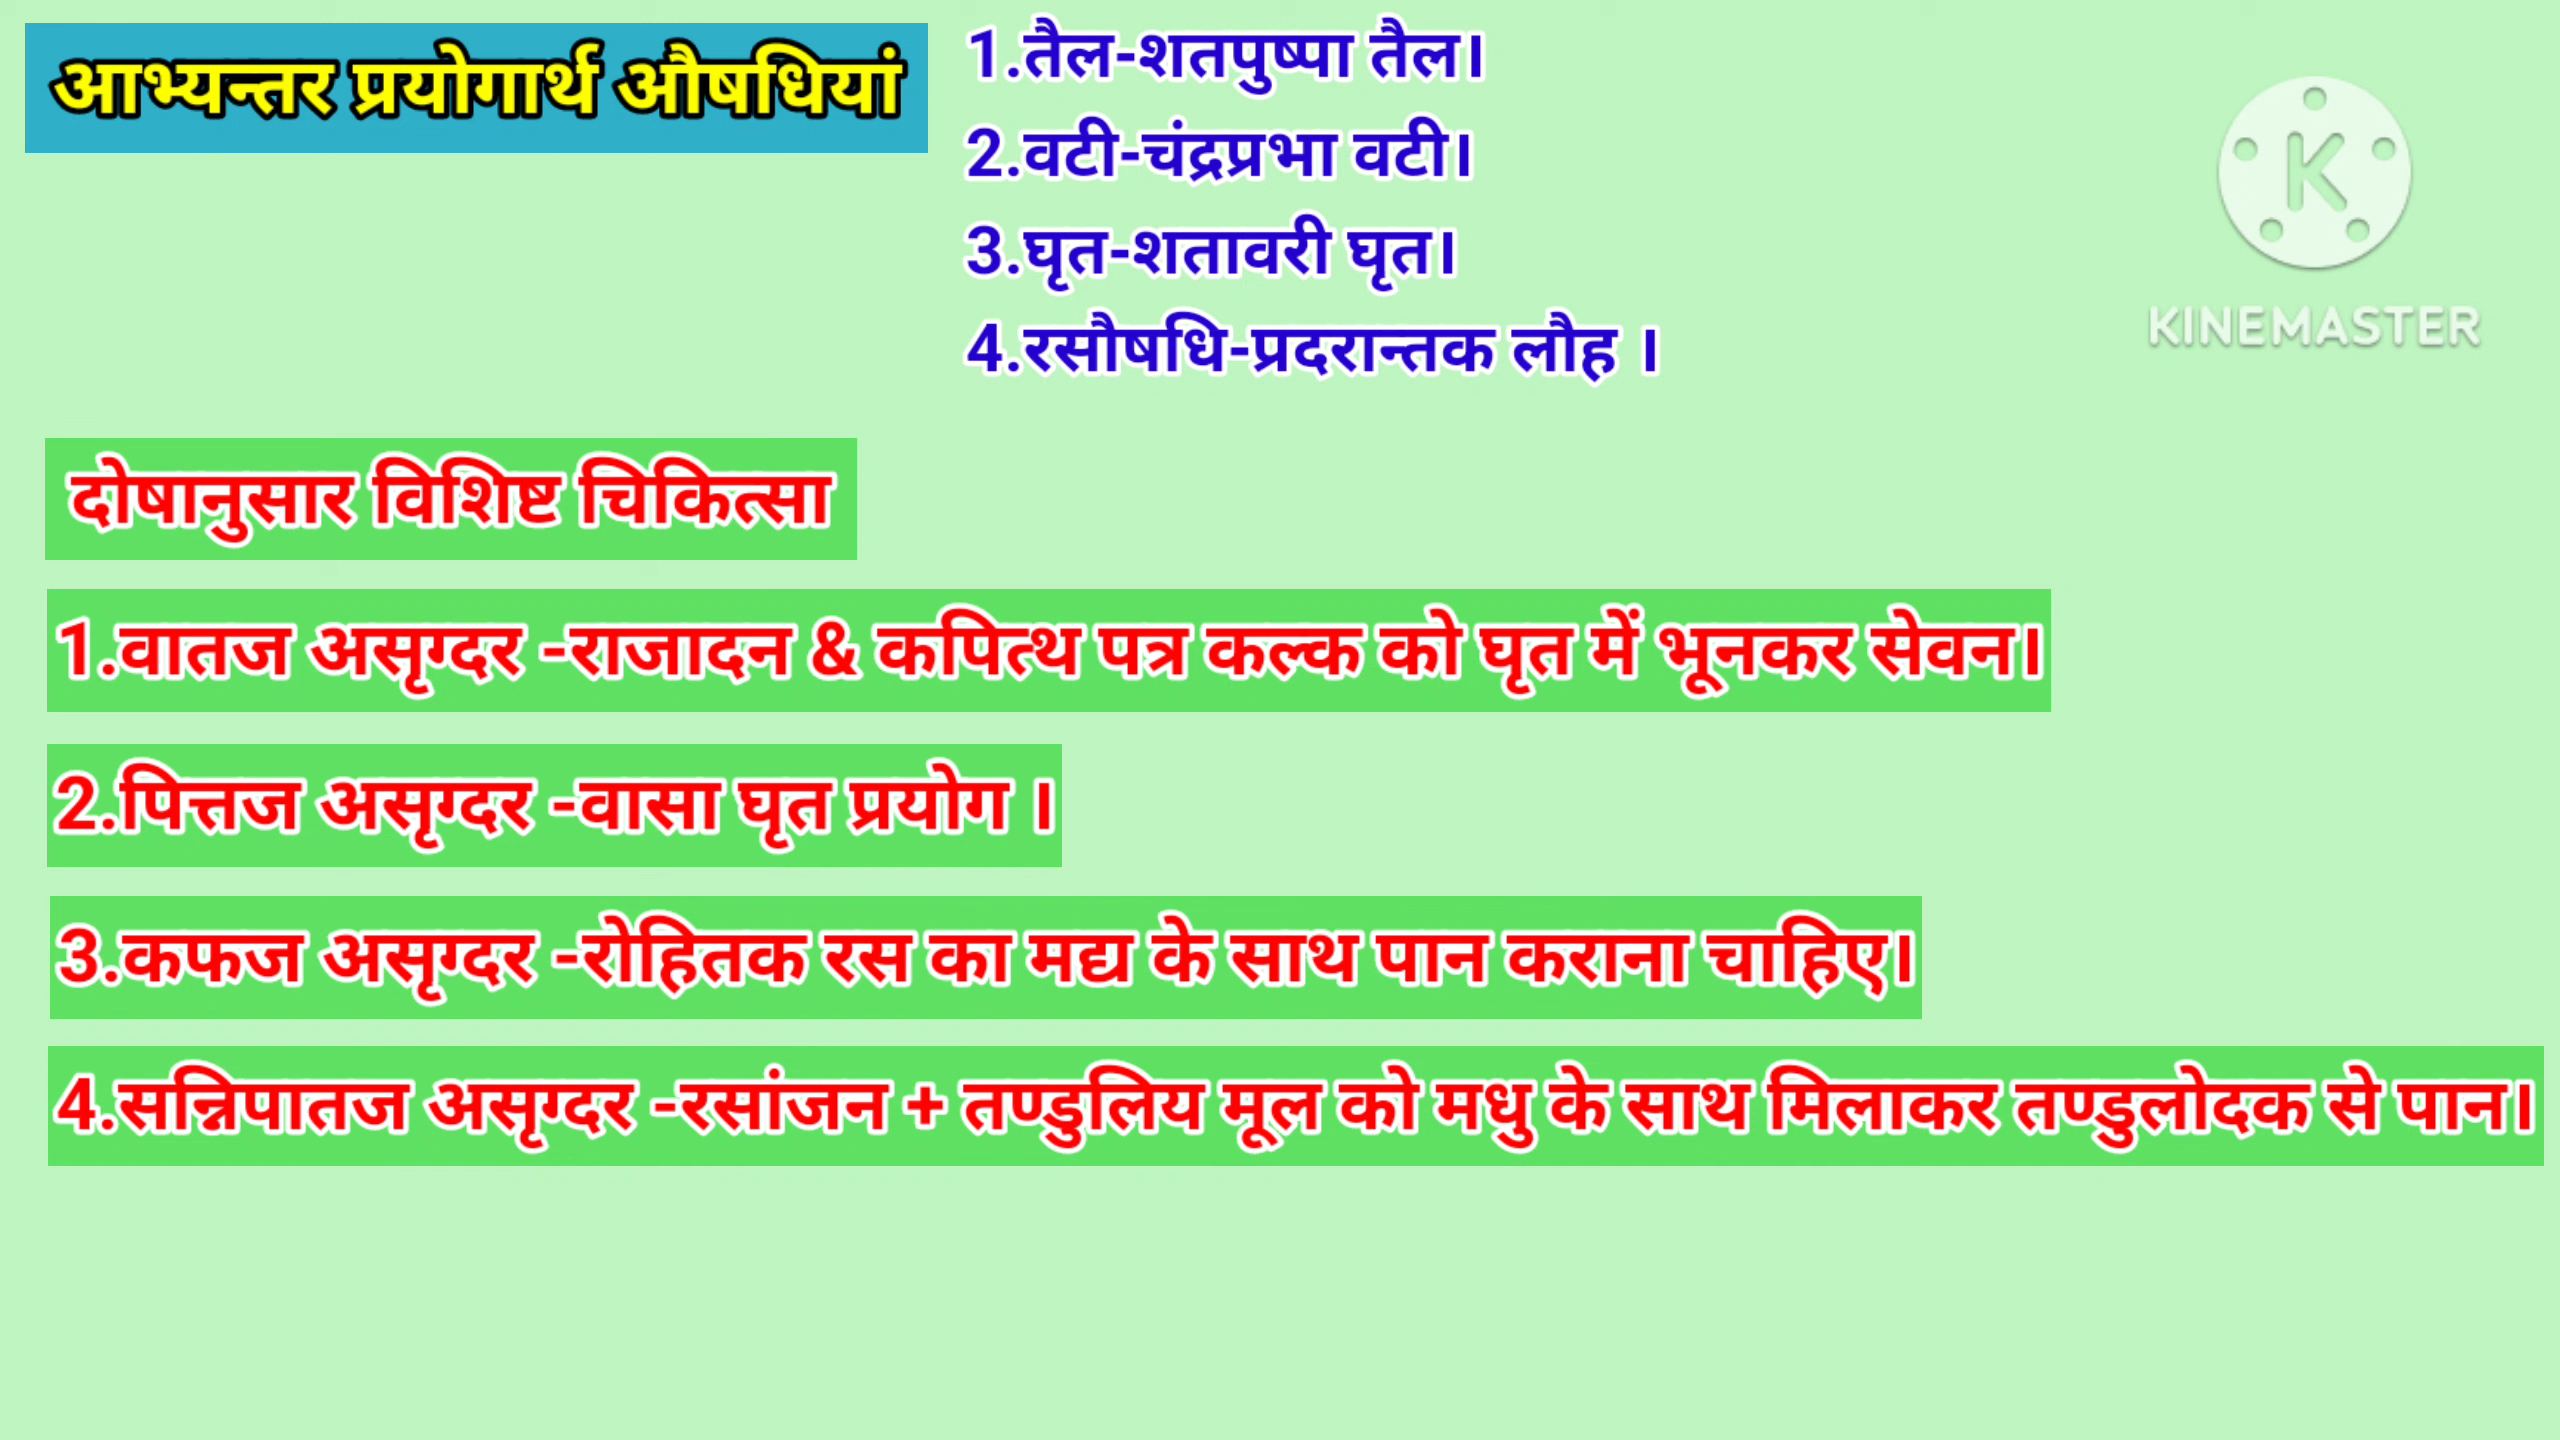 आभ्यन्तर प्रयोगार्थ औषधियां
1.तैल-शतपुष्पा तैल।
2.वटी-चंद्रप्रभा वटी।
3.घृत-शतावरी घृत।
4.रसौषधि-प्रदरान्तक लौह ।
K
KINEMASTER
दोषानुसार विशिष्ट चिकित्सा
1.वातज असृग्दर -राजादन & कपित्थ पत्र कल्क को घृत में भूनकर सेवन।
2.पित्तज असृग्दर -वासा घृत प्रयोग ।
3.कफज असृग्दर -रोहितक रस का मद्य के साथ पान कराना चाहिए।
4.सन्निपातज असृग्दर -रसांजन + तण्डुलिय मूल को मधु के साथ मिलाकर तण्डुलोदक से पान।